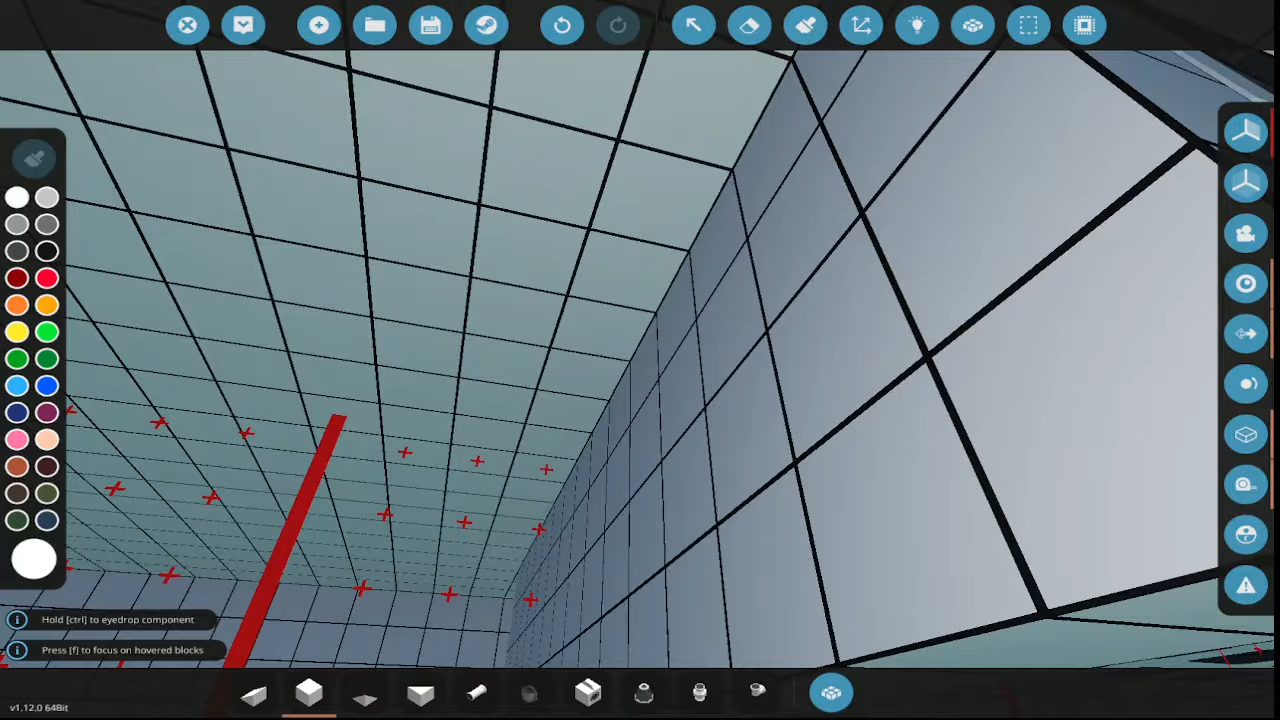 Hold [ctrl] to eyedrop component
Press [f] to focus on hovered blocks
v1.12.0 64Bit